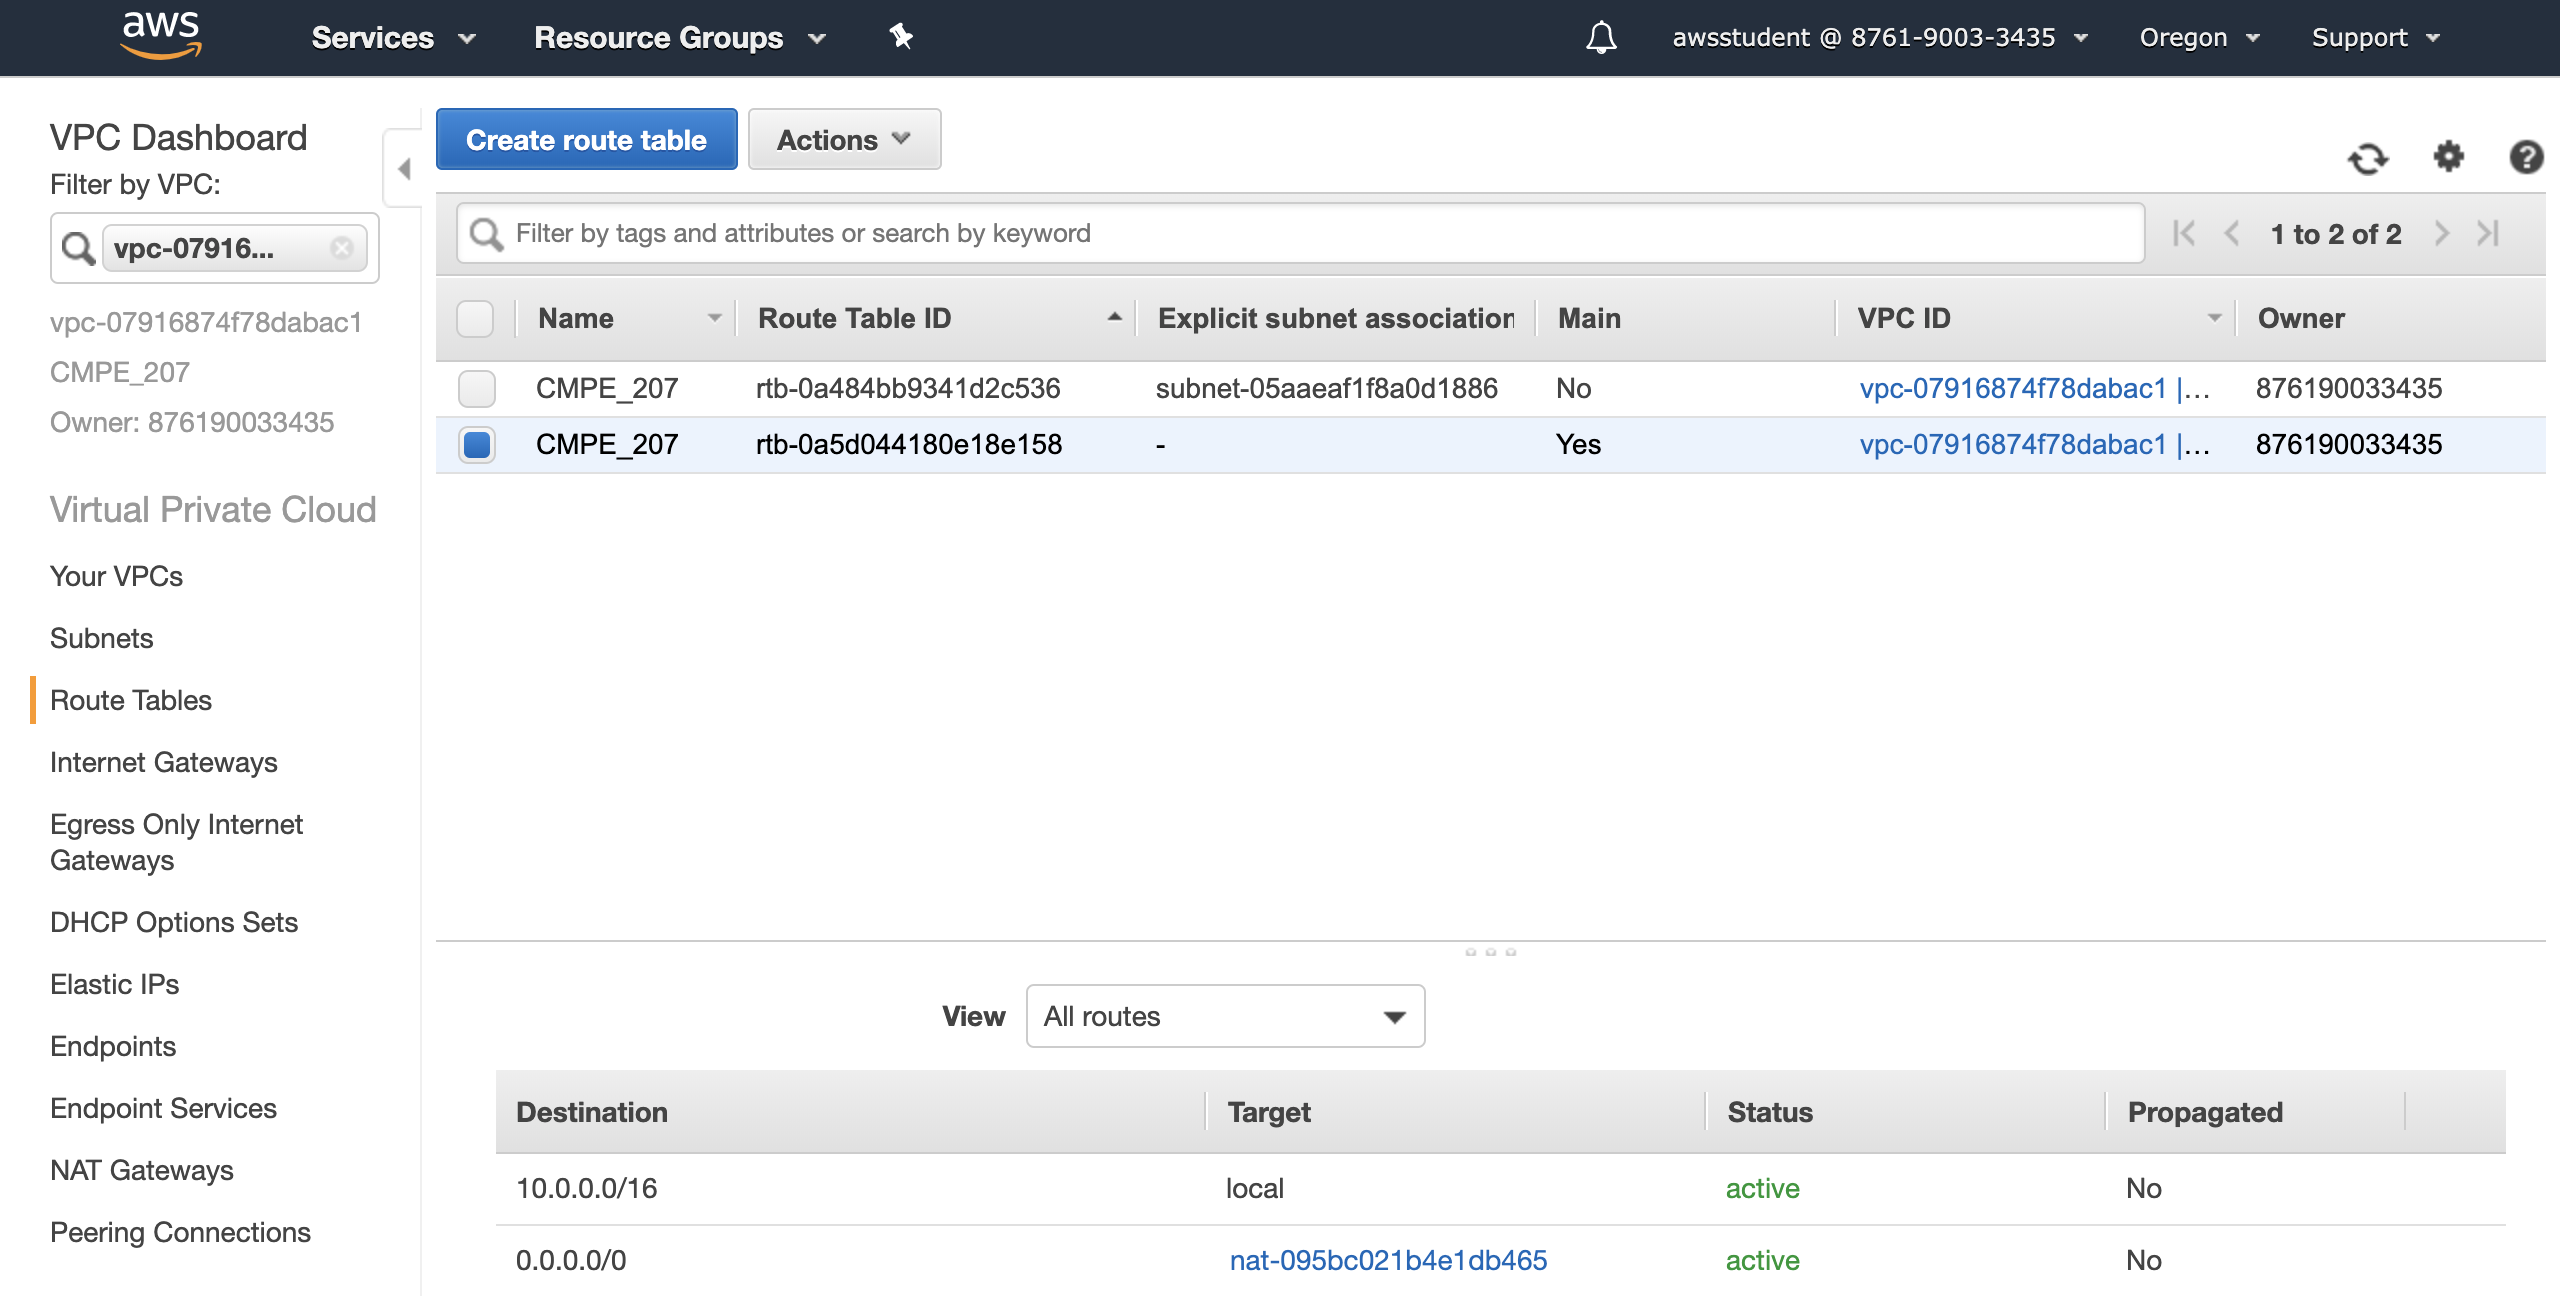 aws Services Resource Groups awsstudent @ 8761-9003-3435 Oregon Support
VPC Dashboard
Filter by VPC:
vpc-07916...
vpc-07916874f78dabac1
CMPE_207
Owner: 876190033435
Virtual Private Cloud
Your VPCs
Subnets
Route Tables
Internet Gateways
Egress Only Internet
Gateways
DHCP Options Sets
Elastic IPs
Endpoints
Endpoint Services
NAT Gateways
Peering Connections
Create route table Actions
Filter by tags and attributes or search by keyword 1 to 2 of 2
Name Route Table ID Explicit subnet association Main VPC ID Owner
CMPE_207 rtb-0a484bb9341d2c536 subnet-05aaeaf1f8a0d1886 No vpc-07916874f78dabac1 |... 876190033435
CMPE_207 rtb-0a5d044180e18e158 - Yes vpc-07916874f78dabac1 |... 876190033435
View All routes
Destination Target Status Propagated
10.0.0.0/16 local active No
0.0.0.0/0 nat-095bc021b4e1db465 active No